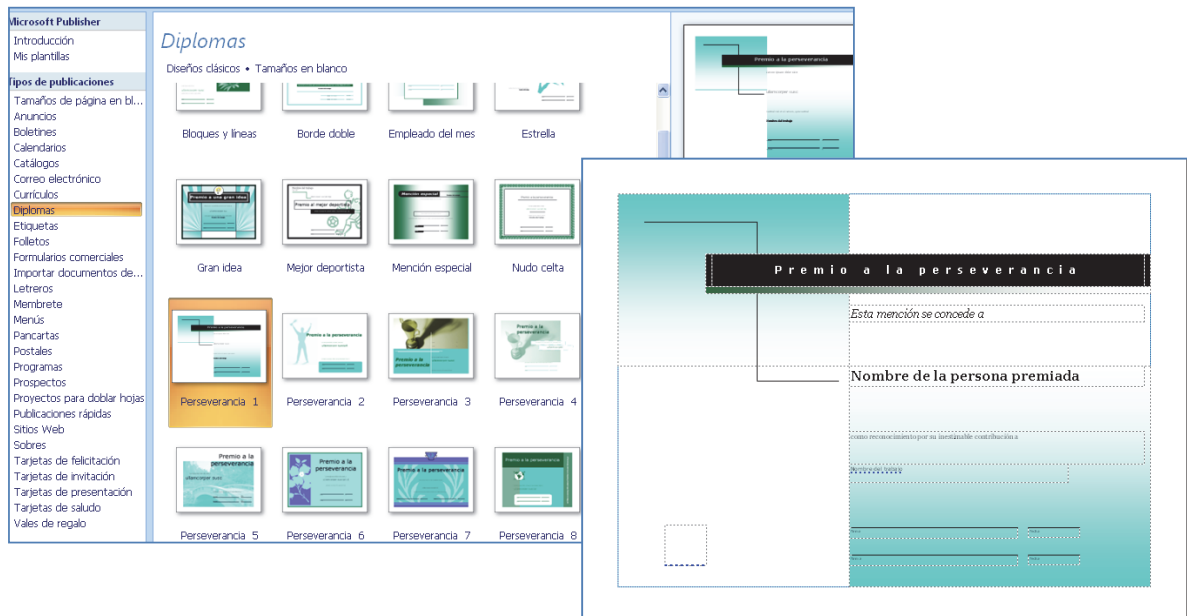 Microsoft Publisher
Introducción
Mis plantillas
Tipos de publicaciones
Tamaños de página en bl...
Anuncios
Boletines
Calendarios
Catálogos
Correo electrónico
Currículos
Diplomas
Etiquetas
Folletos
Formularios comerciales
Importar documentos de...
Letreros
Membrete
Menús
Pancartas
Postales
Programas
Prospectos
Proyectos para doblar hojas
Publicaciones rápidas
Sitios Web
Sobres
Tarjetas de felicitación
Tarjetas de invitación
Tarjetas de presentación
Tarjetas de saludo
Vales de regalo
Diplomas
Diseños clásicos • Tamaños en blanco
Bloques y líneas
Borde doble
Empleado del mes
Estrella
Premio a una gran idea
Premio al mejor deportista
Mención especial
Gran idea
Mejor deportista
Mención especial
Nudo celta
Premio a la perseverancia
Premio a la perseverancia
Premio a la
perseverancia
Premio a la
perseverancia
Perseverancia 1
Perseverancia 2
Perseverancia 3
Perseverancia 4
Premio a la
perseverancia
Premio a la
perseverancia
Premio a la perseverancia
Premio a la perseverancia
Perseverancia 5
Perseverancia 6
Perseverancia 7
Perseverancia 8
Premio a la perseverancia
Premio a la perseverancia
Esta mención se concede a
Nombre de la persona premiada
como reconocimiento por su inestimable contribución a